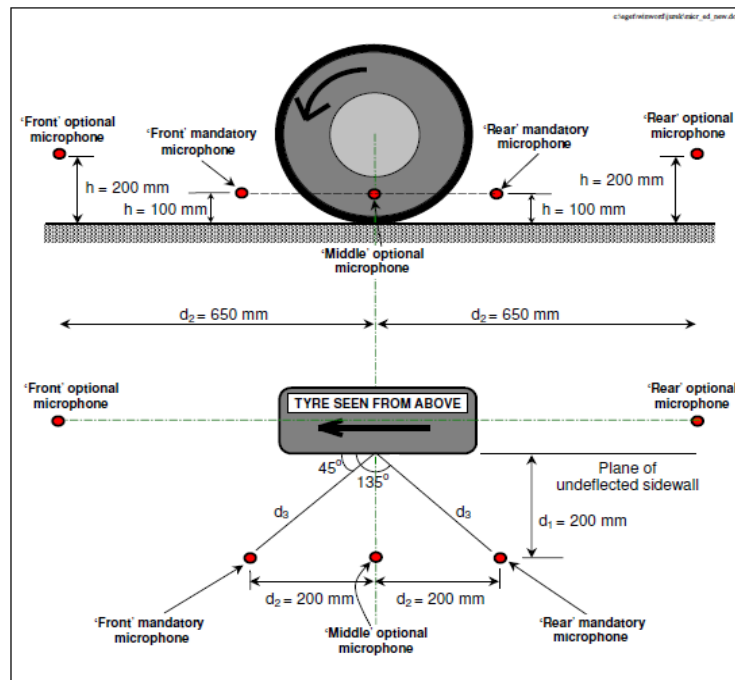 'Front' optional
microphone
'Front' mandatory
microphone
'Rear' mandatory
microphone
'Rear' optional
microphone
h = 200 mm
h = 100 mm
h = 200 mm
h = 100 mm
'Middle' optional
microphone
d₂ = 650 mm
d₂ = 650 mm
'Front' optional
microphone
TYRE SEEN FROM ABOVE
'Rear' optional
microphone
45°
135°
Plane of
undeflected sidewall
d₃
d₃
d₁ = 200 mm
d₂ = 200 mm
d₂ = 200 mm
'Front' mandatory
microphone
'Middle' optional
microphone
'Rear' mandatory
microphone